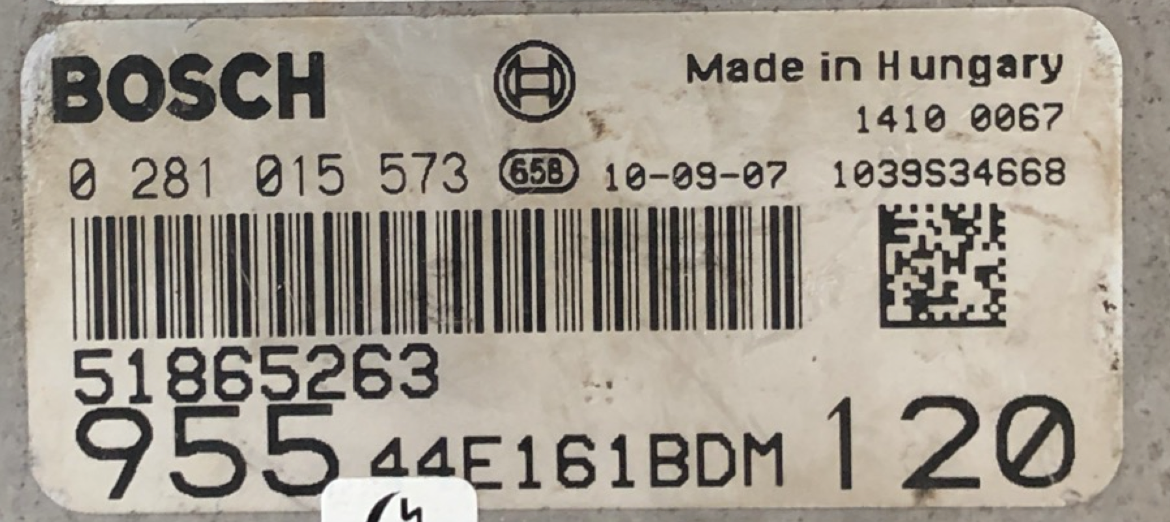 BOSCH Made in Hungary
1410 0067
0 281 015 573 658 10-09-07 1039S34668
51865263
955 44E161BDM 120